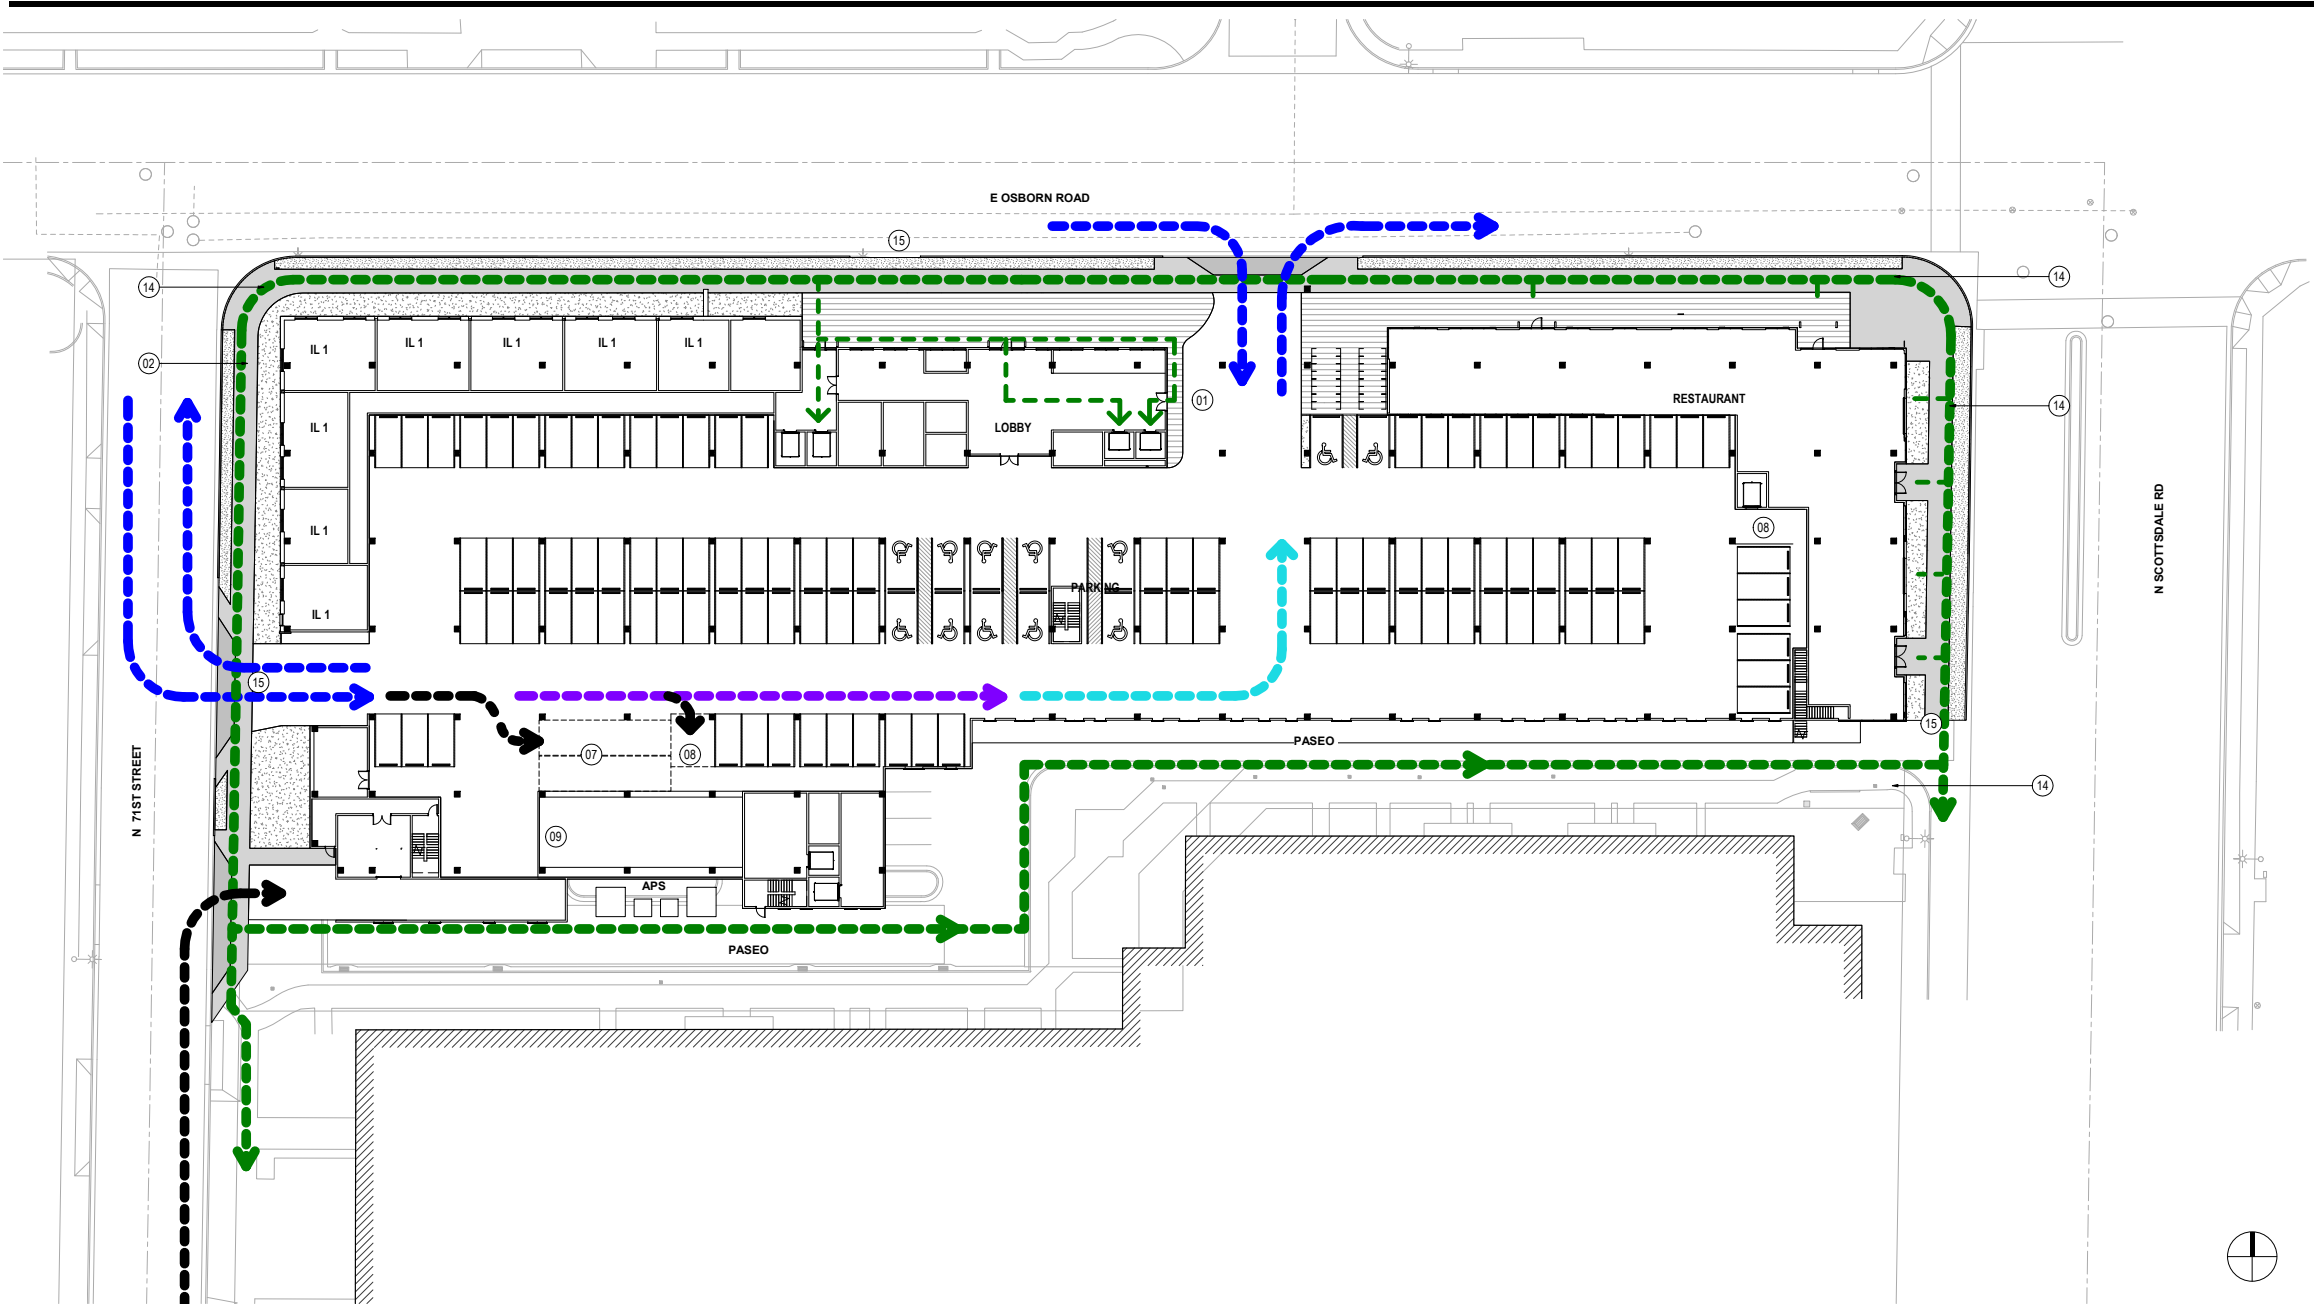 E OSBORN ROAD
15
14
14
02
IL 1
IL 1
IL 1
IL 1
IL 1
01
RESTAURANT
14
IL 1
LOBBY
IL 1
08
N SCOTTSDALE RD
PARKING
IL 1
15
15
PASEO
07
08
N 71ST STREET
14
09
APS
PASEO